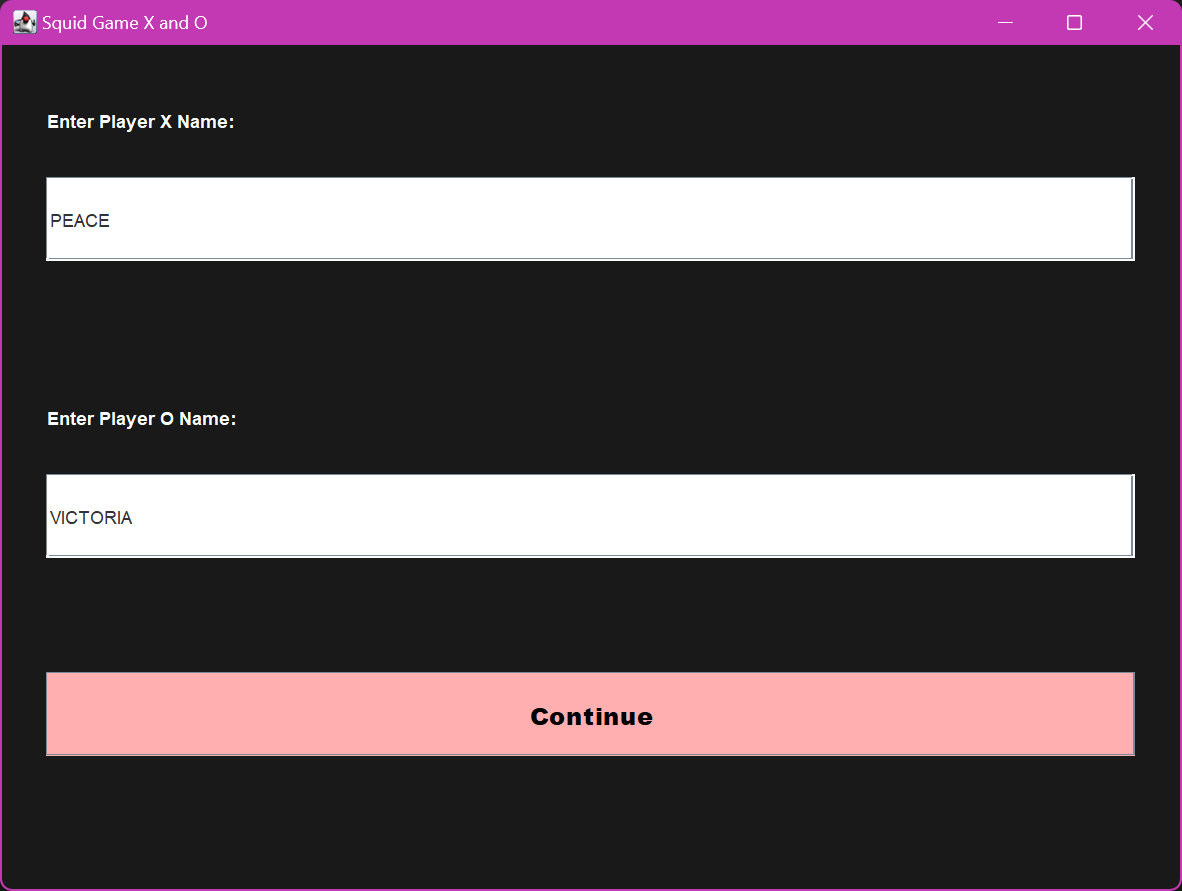 Squid Game X and O
Enter Player X Name:
PEACE
Enter Player O Name:
VICTORIA
Continue